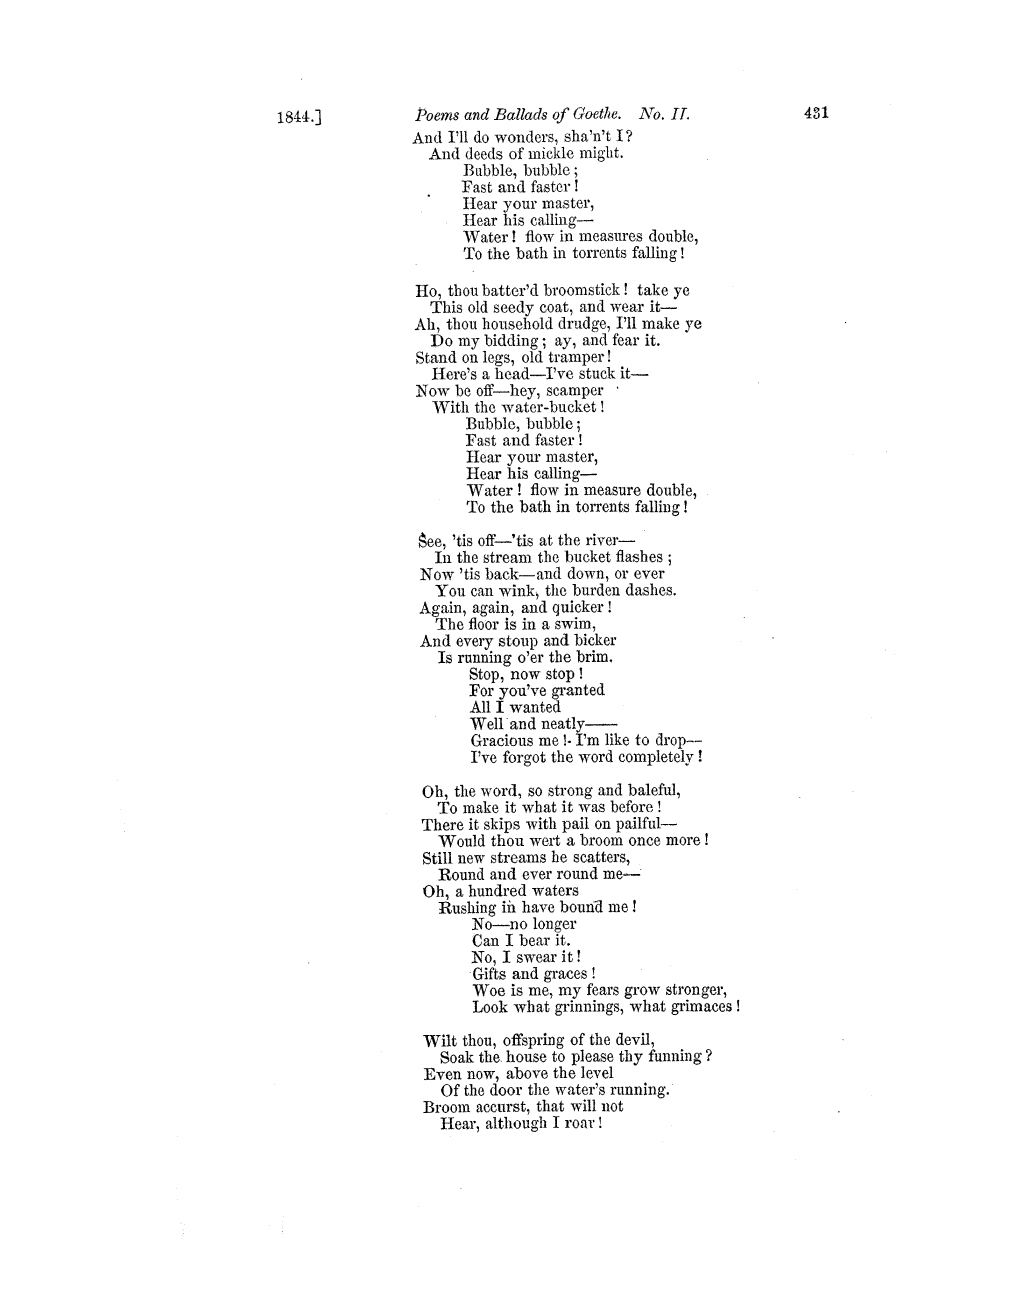 1844.] Poems and Ballads of Goethe. No. II. 431
And I'll do wonders, sha'n't I?
And deeds of mickle might.
Bubble, bubble;
Fast and faster!
Hear your master,
Hear his calling—
Water! flow in measures double,
To the bath in torrents falling!
Ho, thou batter'd broomstick! take ye
This old seedy coat, and wear it—
Ah, thou household drudge, I'll make ye
Do my bidding; ay, and fear it.
Stand on legs, old tramper!
Here's a head—I've stuck it—
Now be off—hey, scamper
With the water-bucket!
Bubble, bubble;
Fast and faster!
Hear your master,
Hear his calling—
Water! flow in measure double,
To the bath in torrents falling!
See, 'tis off—'tis at the river—
In the stream the bucket flashes;
Now 'tis back—and down, or ever
You can wink, the burden dashes.
Again, again, and quicker!
The floor is in a swim,
And every stoup and bicker
Is running o'er the brim.
Stop, now stop!
For you've granted
All I wanted
Well and neatly——
Gracious me!- I'm like to drop—
I've forgot the word completely!
Oh, the word, so strong and baleful,
To make it what it was before!
There it skips with pail on pailful—
Would thou wert a broom once more!
Still new streams he scatters,
Round and ever round me—
Oh, a hundred waters
Rushing in have bound me!
No—no longer
Can I bear it.
No, I swear it!
Gifts and graces!
Woe is me, my fears grow stronger,
Look what grinnings, what grimaces!
Wilt thou, offspring of the devil,
Soak the house to please thy funning?
Even now, above the level
Of the door the water's running.
Broom accurst, that will not
Hear, although I roar!